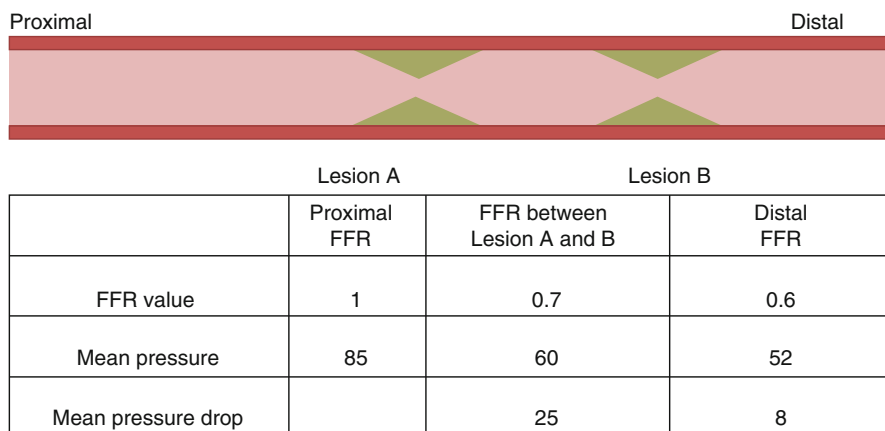 Proximal Distal
Lesion A Lesion B
Proximal FFR between Distal
FFR Lesion A and B FFR
FFR value 1 0.7 0.6
Mean pressure 85 60 52
Mean pressure drop 25 8